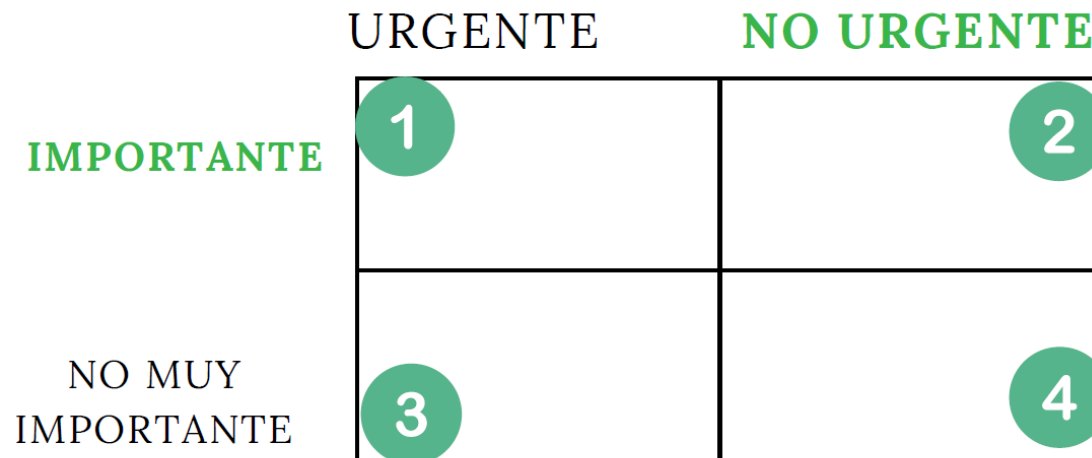 URGENTE NO URGENTE
1 2
IMPORTANTE
NO MUY
IMPORTANTE
3 4